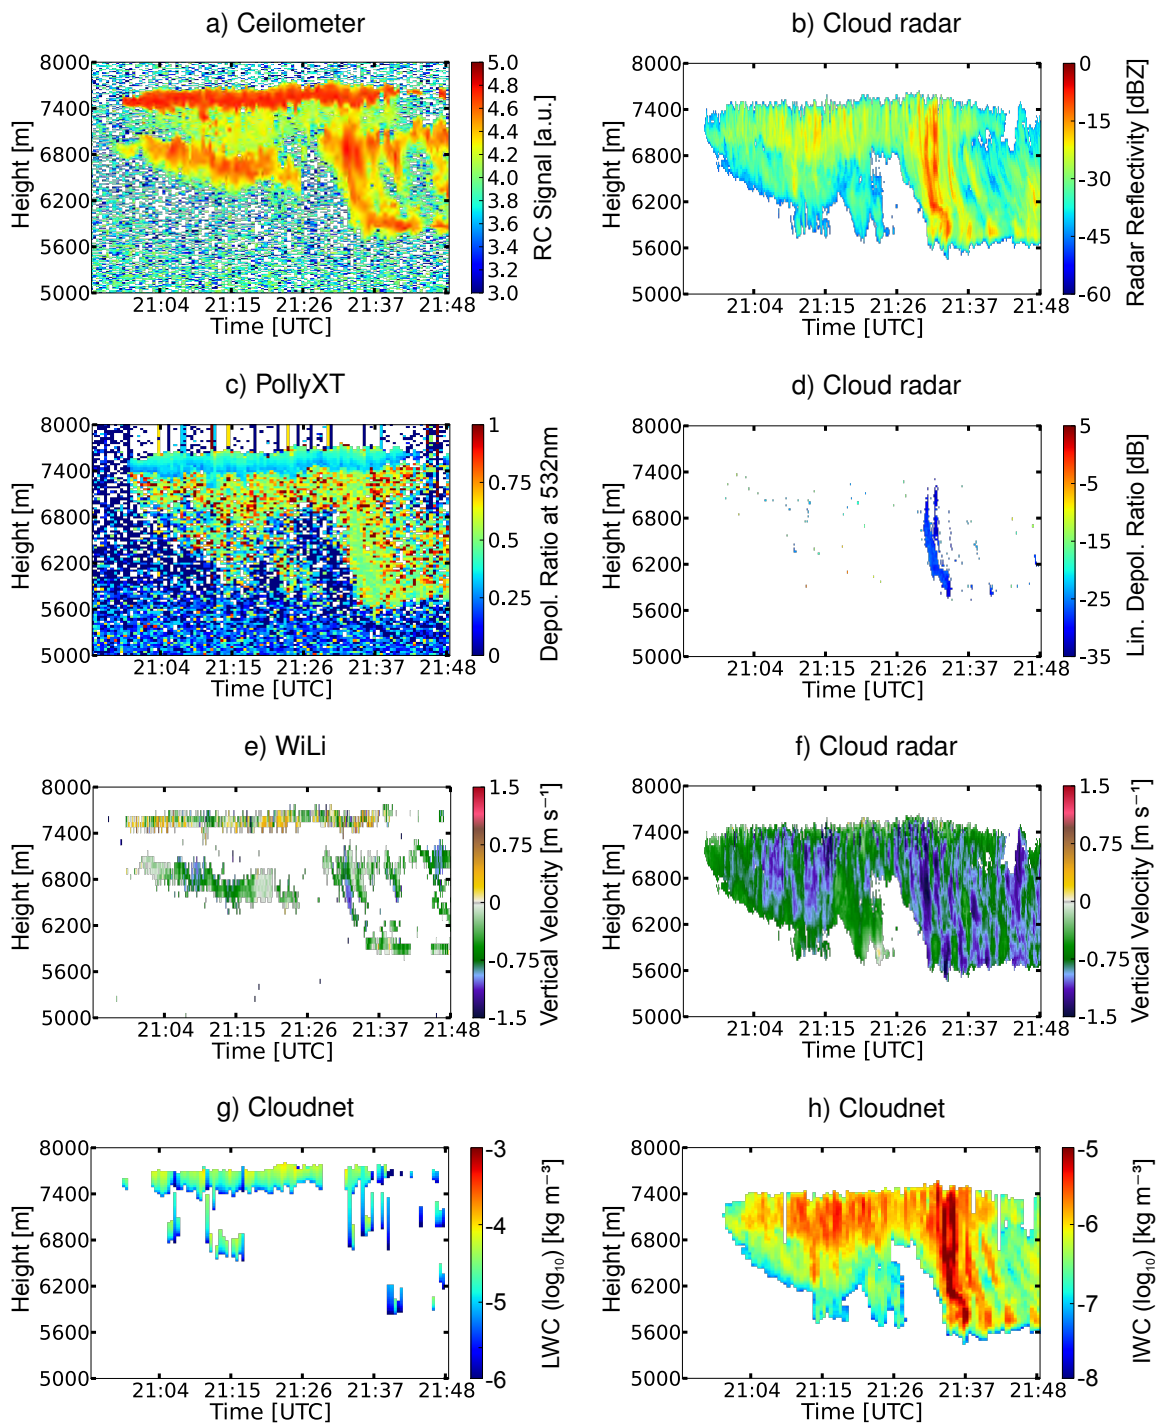 a) Ceilometer
8000
7400
6800
6200
5600
5000
Height [m]
21:04 21:15 21:26 21:37 21:48
Time [UTC]
5.0
4.8
4.6
4.4
4.2
4.0
3.8
3.6
3.4
3.2
3.0
RC Signal [a.u.]
b) Cloud radar
8000
7400
6800
6200
5600
5000
Height [m]
21:04 21:15 21:26 21:37 21:48
Time [UTC]
0
-15
-30
-45
-60
Radar Reflectivity [dBZ]
c) PollyXT
8000
7400
6800
6200
5600
5000
Height [m]
21:04 21:15 21:26 21:37 21:48
Time [UTC]
1
0.75
0.5
0.25
0
Depol. Ratio at 532nm
d) Cloud radar
8000
7400
6800
6200
5600
5000
Height [m]
21:04 21:15 21:26 21:37 21:48
Time [UTC]
5
-5
-15
-25
-35
Lin. Depol. Ratio [dB]
e) WiLi
8000
7400
6800
6200
5600
5000
Height [m]
21:04 21:15 21:26 21:37 21:48
Time [UTC]
1.5
0.75
0
-0.75
-1.5
Vertical Velocity [m s⁻¹]
f) Cloud radar
8000
7400
6800
6200
5600
5000
Height [m]
21:04 21:15 21:26 21:37 21:48
Time [UTC]
1.5
0.75
0
-0.75
-1.5
Vertical Velocity [m s⁻¹]
g) Cloudnet
8000
7400
6800
6200
5600
5000
Height [m]
21:04 21:15 21:26 21:37 21:48
Time [UTC]
-3
-4
-5
-6
LWC (log₁₀) [kg m⁻³]
h) Cloudnet
8000
7400
6800
6200
5600
5000
Height [m]
21:04 21:15 21:26 21:37 21:48
Time [UTC]
-5
-6
-7
-8
IWC (log₁₀) [kg m⁻³]